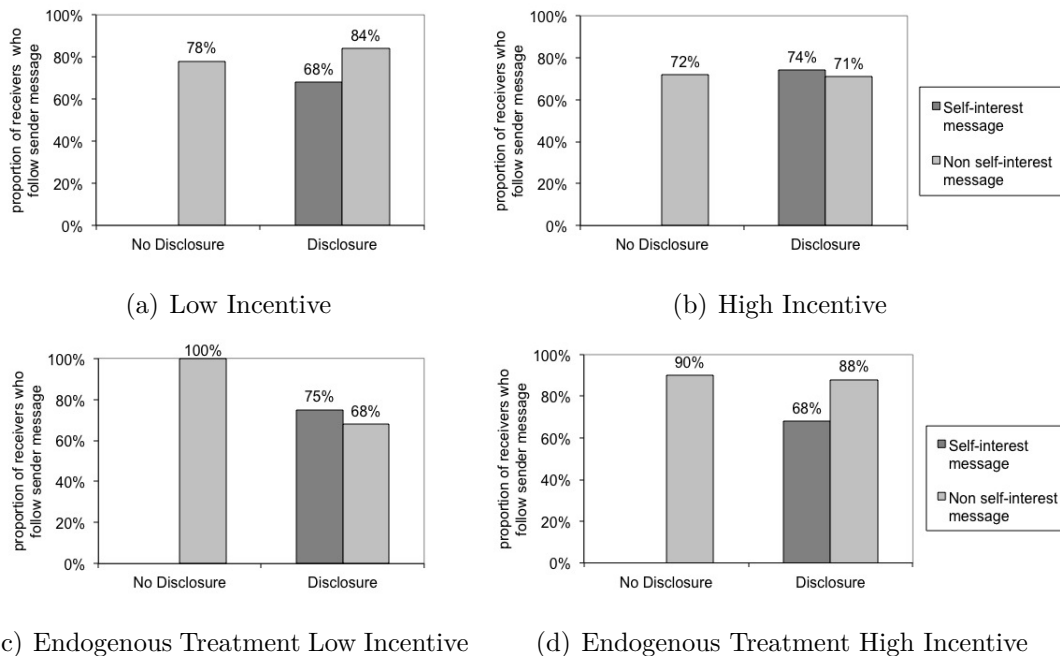 100%
80%
60%
40%
20%
0%
proportion of receivers who
follow sender message
78%
68%
84%
No Disclosure
Disclosure
(a) Low Incentive
100%
80%
60%
40%
20%
0%
proportion of receivers who
follow sender message
72%
74%
71%
No Disclosure
Disclosure
Self-interest
message
Non self-interest
message
(b) High Incentive
100%
80%
60%
40%
20%
0%
proportion of receivers who
follow sender message
100%
75%
68%
No Disclosure
Disclosure
c) Endogenous Treatment Low Incentive
100%
80%
60%
40%
20%
0%
proportion of receivers who
follow sender message
90%
68%
88%
No Disclosure
Disclosure
Self-interest
message
Non self-interest
message
(d) Endogenous Treatment High Incentive